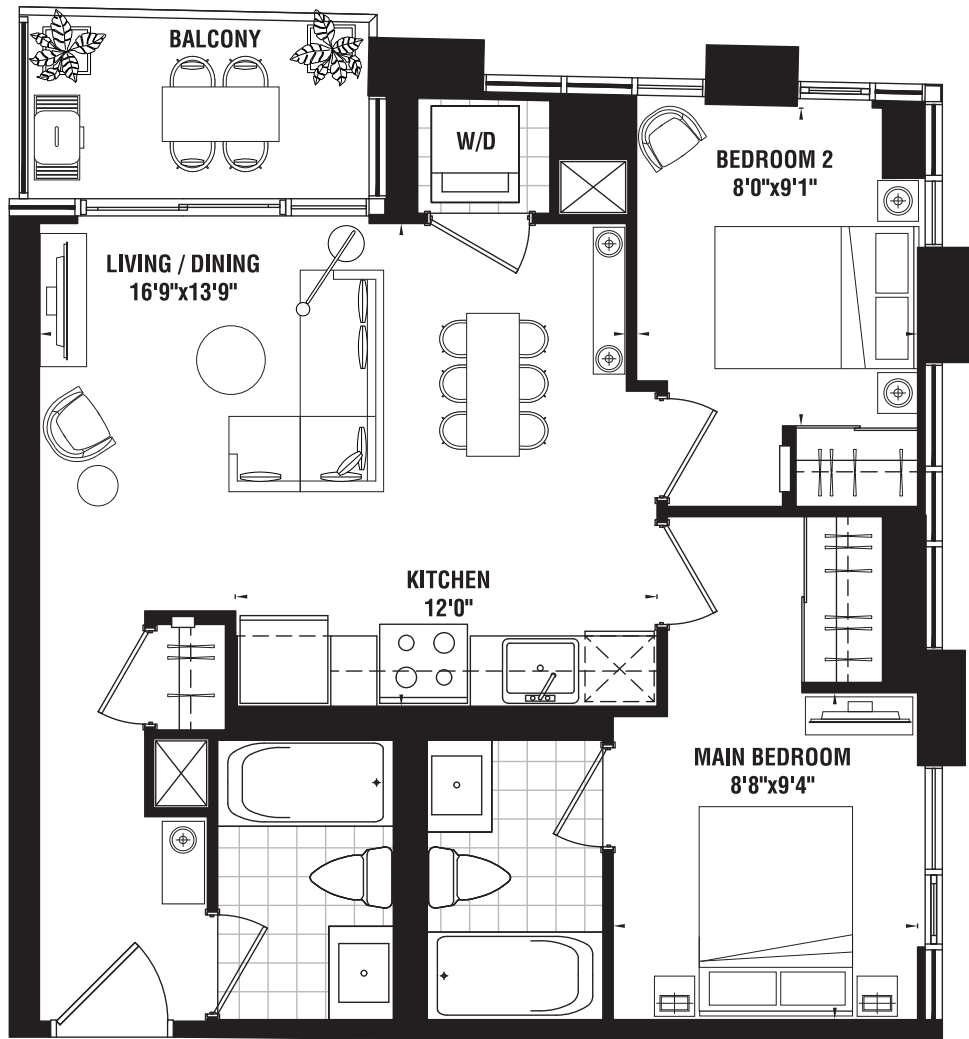 BALCONY
W/D
BEDROOM 2
8'0"x9'1"
LIVING / DINING
16'9"x13'9"
KITCHEN
12'0"
MAIN BEDROOM
8'8"x9'4"